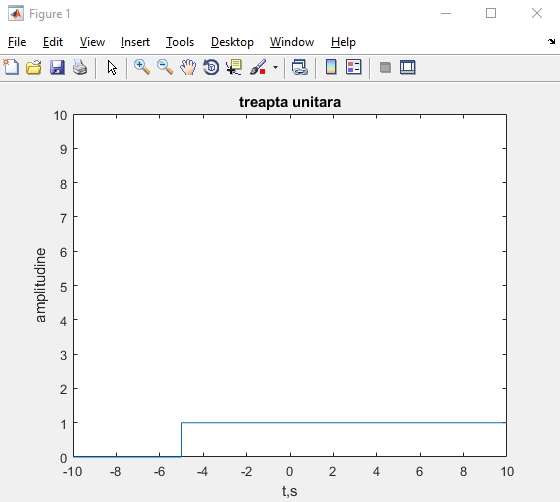 Figure 1
File Edit View Insert Tools Desktop Window Help
treapta unitara
10
9
8
7
6
5
4
3
2
1
0
amplitudine
-10 -8 -6 -4 -2 0 2 4 6 8 10
t,s